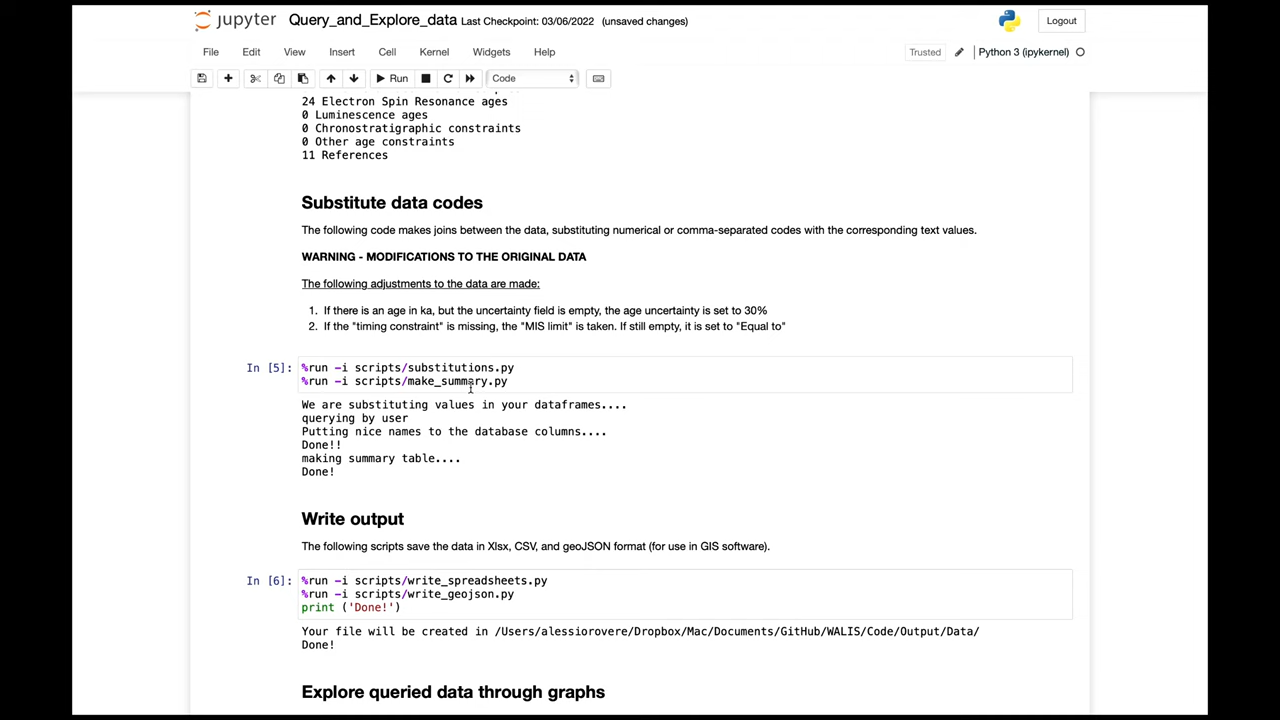 jupyter Query_and_Explore_data Last Checkpoint: 03/06/2022 (unsaved changes) Logout
File Edit View Insert Cell Kernel Widgets Help Trusted Python 3 (ipykernel)
Run Code
24 Electron Spin Resonance ages
0 Luminescence ages
0 Chronostratigraphic constraints
0 Other age constraints
11 References
Substitute data codes
The following code makes joins between the data, substituting numerical or comma-separated codes with the corresponding text values.
WARNING - MODIFICATIONS TO THE ORIGINAL DATA
The following adjustments to the data are made:
1. If there is an age in ka, but the uncertainty field is empty, the age uncertainty is set to 30%
2. If the "timing constraint" is missing, the "MIS limit" is taken. If still empty, it is set to "Equal to"
In [5]: %run -i scripts/substitutions.py
%run -i scripts/make_summary.py
We are substituting values in your dataframes....
querying by user
Putting nice names to the database columns....
Done!!
making summary table....
Done!
Write output
The following scripts save the data in Xlsx, CSV, and geoJSON format (for use in GIS software).
In [6]: %run -i scripts/write_spreadsheets.py
%run -i scripts/write_geojson.py
print ('Done!')
Your file will be created in /Users/alessiorovere/Dropbox/Mac/Documents/GitHub/WALIS/Code/Output/Data/
Done!
Explore queried data through graphs